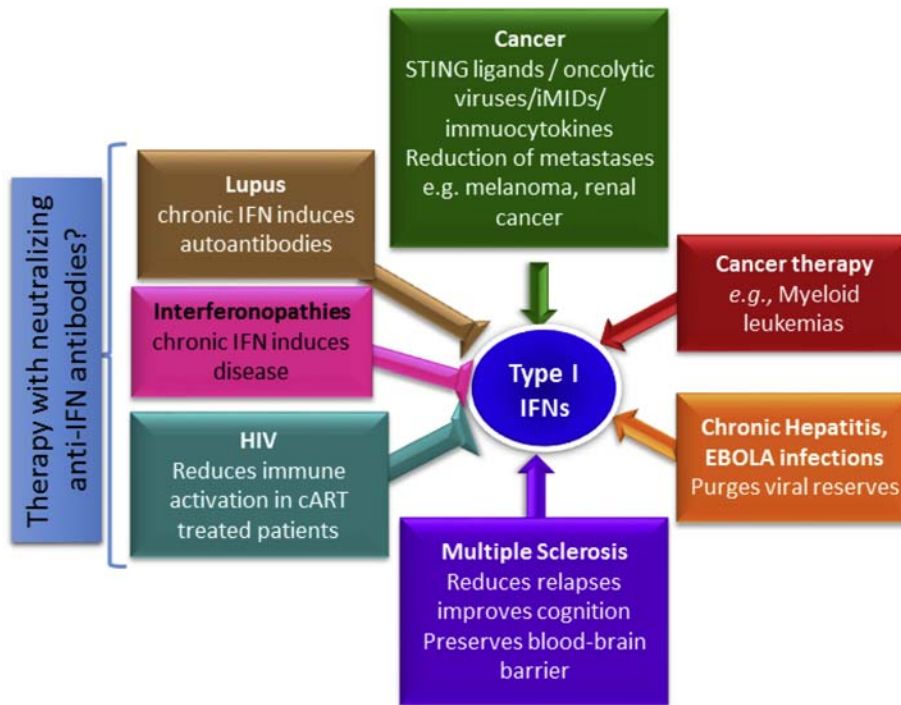 Cancer
STING ligands / oncolytic
viruses/iMIDs/
immuocytokines
Reduction of metastases
e.g. melanoma, renal
cancer
Therapy with neutralizing
anti-IFN antibodies?
Lupus
chronic IFN induces
autoantibodies
Interferonopathies
chronic IFN induces
disease
HIV
Reduces immune
activation in cART
treated patients
Type I
IFNs
Cancer therapy
e.g., Myeloid
leukemias
Chronic Hepatitis,
EBOLA infections
Purges viral reserves
Multiple Sclerosis
Reduces relapses
improves cognition
Preserves blood-brain
barrier